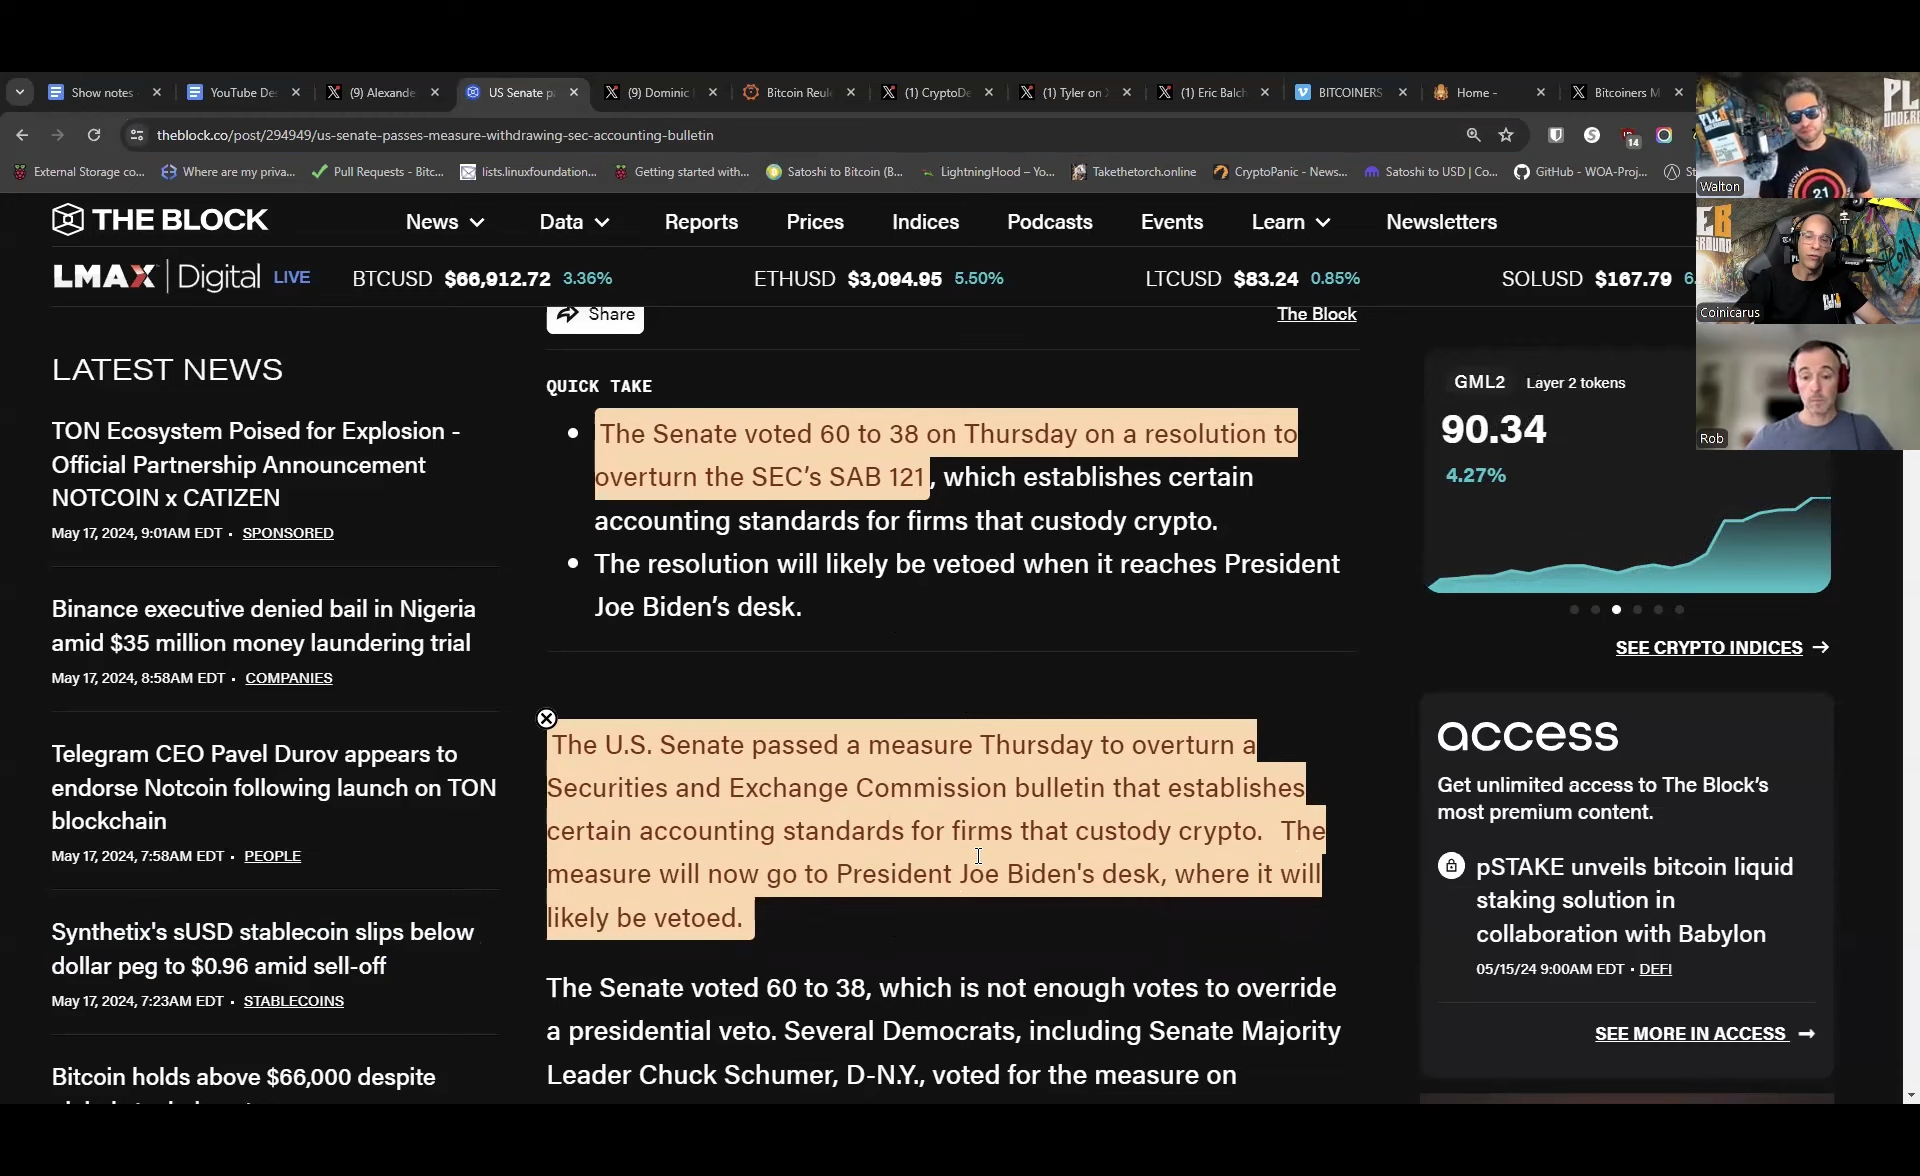 Show notes
YouTube De
(9) Alexande
US Senate p
(9) Dominic
Bitcoin Reu
(1) CryptoDe
(1) Tyler on
(1) Eric Balch
BITCOINERS
Home -
Bitcoiners M
theblock.co/post/294949/us-senate-passes-measure-withdrawing-sec-accounting-bulletin
14
External Storage co...
Where are my priva...
Pull Requests - Bitc...
lists.linuxfoundation...
Getting started with...
Satoshi to Bitcoin (B...
LightningHood – Yo...
Takethetorch.online
CryptoPanic - News...
Satoshi to USD | Co...
GitHub - WOA-Proj...
St
THE BLOCK
News
Data
Reports
Prices
Indices
Podcasts
Events
Learn
Newsletters
LMAX Digital LIVE
BTCUSD $66,912.72 3.36%
ETHUSD $3,094.95 5.50%
LTCUSD $83.24 0.85%
SOLUSD $167.79 6.
Walton
21
Coinicarus
Rob
LATEST NEWS
TON Ecosystem Poised for Explosion -
Official Partnership Announcement
NOTCOIN x CATIZEN
May 17, 2024, 9:01AM EDT • SPONSORED
Binance executive denied bail in Nigeria
amid $35 million money laundering trial
May 17, 2024, 8:58AM EDT • COMPANIES
Telegram CEO Pavel Durov appears to
endorse Notcoin following launch on TON
blockchain
May 17, 2024, 7:58AM EDT • PEOPLE
Synthetix's sUSD stablecoin slips below
dollar peg to $0.96 amid sell-off
May 17, 2024, 7:23AM EDT • STABLECOINS
Bitcoin holds above $66,000 despite
Share
The Block
QUICK TAKE
• The Senate voted 60 to 38 on Thursday on a resolution to
overturn the SEC’s SAB 121, which establishes certain
accounting standards for firms that custody crypto.
• The resolution will likely be vetoed when it reaches President
Joe Biden’s desk.
The U.S. Senate passed a measure Thursday to overturn a
Securities and Exchange Commission bulletin that establishes
certain accounting standards for firms that custody crypto. The
measure will now go to President Joe Biden's desk, where it will
likely be vetoed.
The Senate voted 60 to 38, which is not enough votes to override
a presidential veto. Several Democrats, including Senate Majority
Leader Chuck Schumer, D-N.Y., voted for the measure on
GML2 Layer 2 tokens
90.34
4.27%
SEE CRYPTO INDICES →
access
Get unlimited access to The Block’s
most premium content.
pSTAKE unveils bitcoin liquid
staking solution in
collaboration with Babylon
05/15/24 9:00AM EDT • DEFI
SEE MORE IN ACCESS →